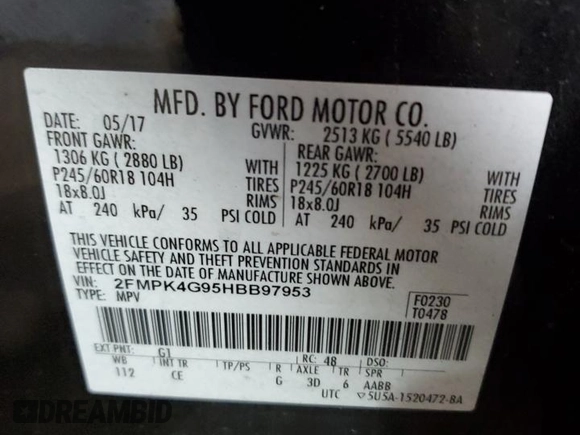 MFD. BY FORD MOTOR CO.
DATE: 05/17 GVWR: 2513 KG ( 5540 LB)
FRONT GAWR: REAR GAWR:
1306 KG ( 2880 LB) WITH 1225 KG ( 2700 LB) WITH
P245/60R18 104H TIRES P245/60R18 104H TIRES
18x8.0J RIMS 18x8.0J RIMS
AT 240 kPa/ 35 PSI COLD AT 240 kPa/ 35 PSI COLD
THIS VEHICLE CONFORMS TO ALL APPLICABLE FEDERAL MOTOR
VEHICLE SAFETY AND BUMPER AND THEFT PREVENTION STANDARDS IN
EFFECT ON THE DATE OF MANUFACTURE SHOWN ABOVE.
VIN: 2FMPK4G95HBB97953 F0230
TYPE: MPV T0478
EXT PNT: G1 RC: 48 DSO:
WB INT TR TP/PS R AXLE TR SPR
112 CE G 3D 6 AABB
UTC ▽5U5A-1520472-BA
DREAMBID